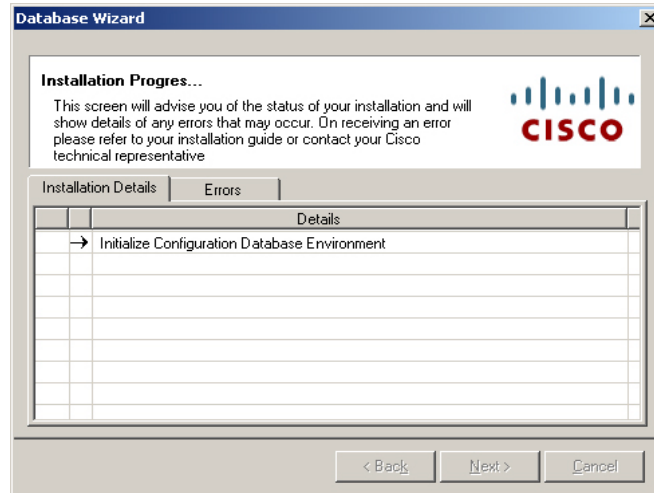 Database Wizard
Installation Progres...
This screen will advise you of the status of your installation and will
show details of any errors that may occur. On receiving an error
please refer to your installation guide or contact your Cisco
technical representative
CISCO
Installation Details
Errors
Details
Initialize Configuration Database Environment
< Back
Next >
Cancel